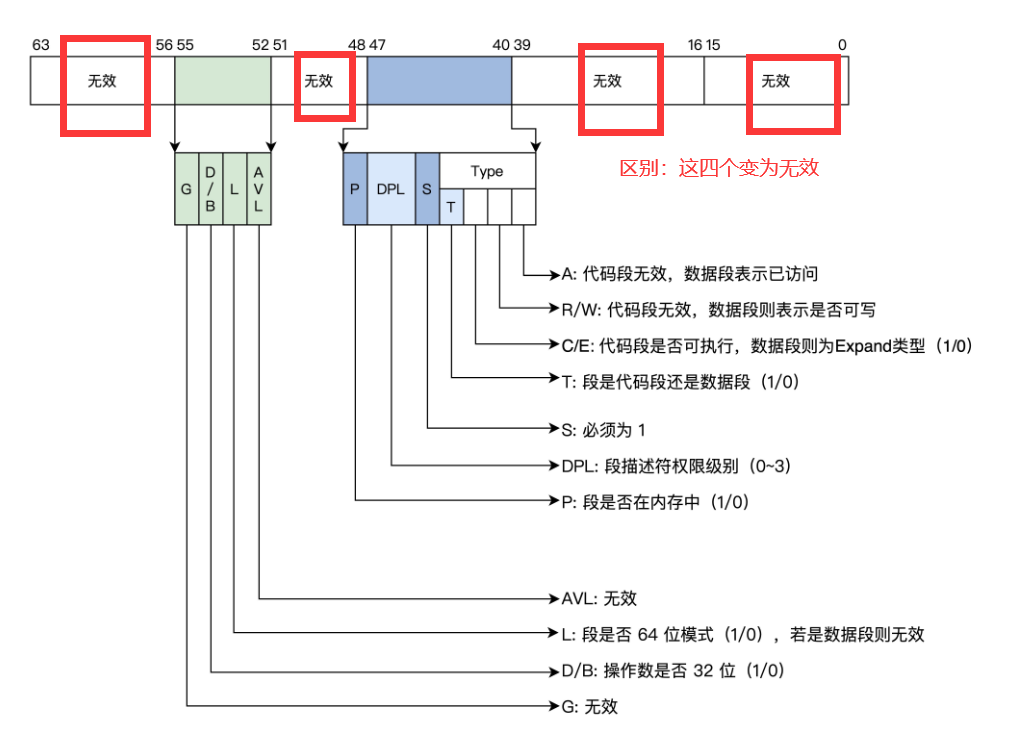 63 56 55 52 51 48 47 40 39 16 15 0
无效 无效 无效 无效
区别：这四个变为无效
G D/B L AVL P DPL S Type
T
A: 代码段无效，数据段表示已访问
R/W: 代码段无效，数据段则表示是否可写
C/E: 代码段是否可执行，数据段则为Expand类型（1/0）
T: 段是代码段还是数据段（1/0）
S: 必须为 1
DPL: 段描述符权限级别（0~3）
P: 段是否在内存中（1/0）
AVL: 无效
L: 段是否 64 位模式（1/0），若是数据段则无效
D/B: 操作数是否 32 位（1/0）
G: 无效